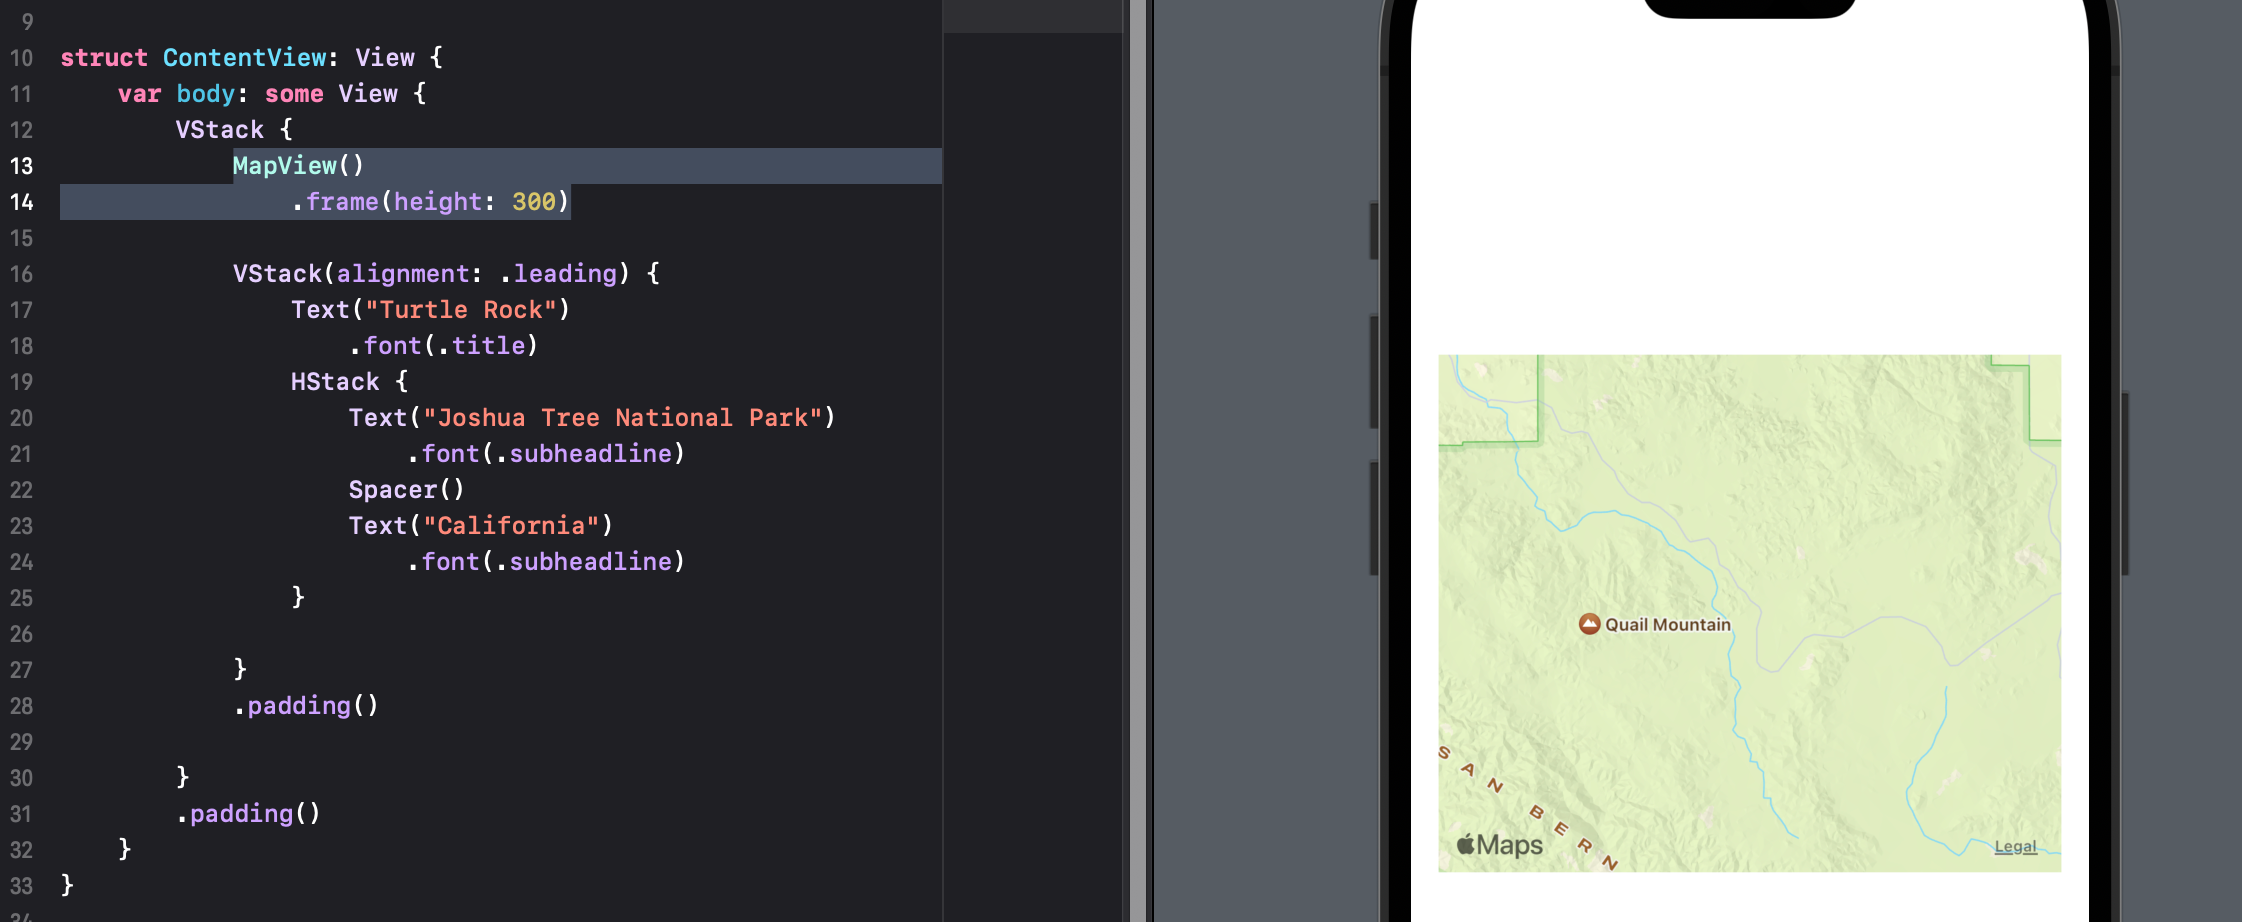 9
10 struct ContentView: View {
11 var body: some View {
12 VStack {
13 MapView()
14 .frame(height: 300)
15
16 VStack(alignment: .leading) {
17 Text("Turtle Rock")
18 .font(.title)
19 HStack {
20 Text("Joshua Tree National Park")
21 .font(.subheadline)
22 Spacer()
23 Text("California")
24 .font(.subheadline)
25 }
26
27 }
28 .padding()
29
30 }
31 .padding()
32 }
33 }
34
Quail Mountain
SAN BERN
Maps
Legal